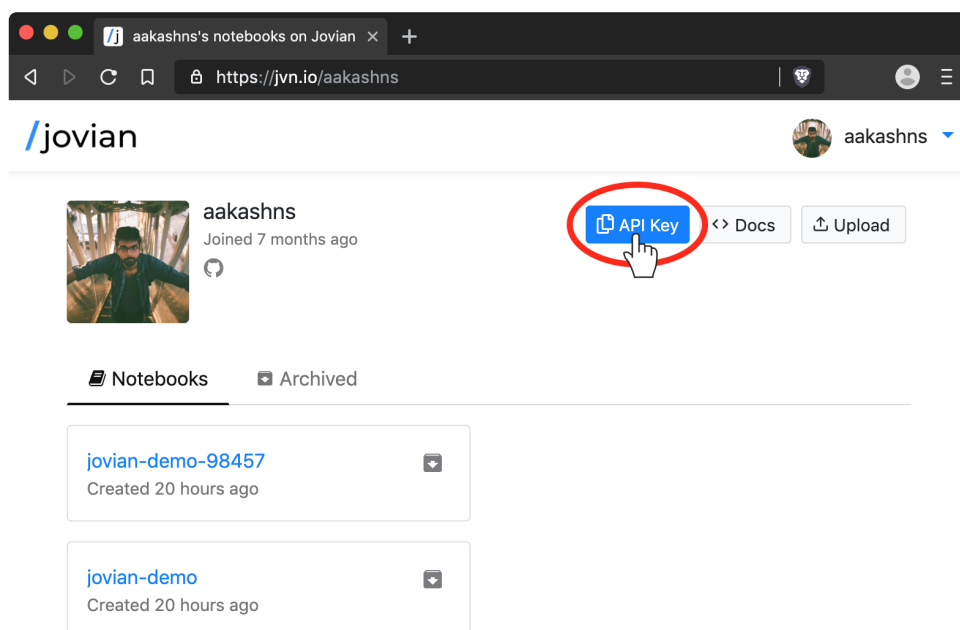 /j aakashns's notebooks on Jovian
https://jvn.io/aakashns
/jovian
aakashns
aakashns
Joined 7 months ago
API Key
<> Docs
Upload
Notebooks
Archived
jovian-demo-98457
Created 20 hours ago
jovian-demo
Created 20 hours ago